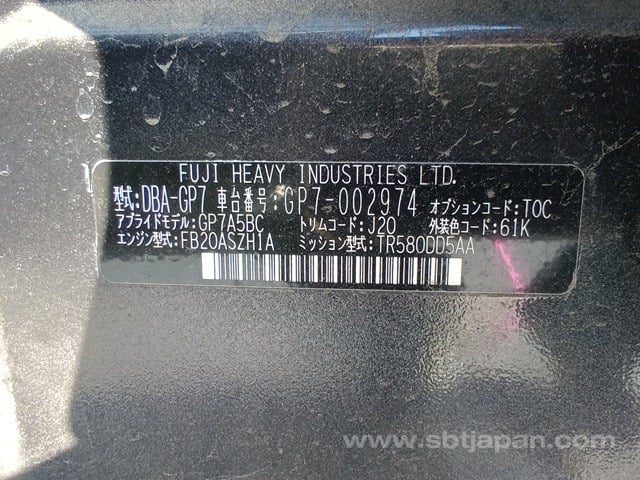 FUJI HEAVY INDUSTRIES LTD.
型式:DBA-GP7 車台番号:GP7-002974 オプションコード:TOC
アプライドモデル:GP7A5BC トリムコード:J20 外装色コード:61K
エンジン型式:FB20ASZH1A ミッション型式:TR580DD5AA
www.sbtjapan.com